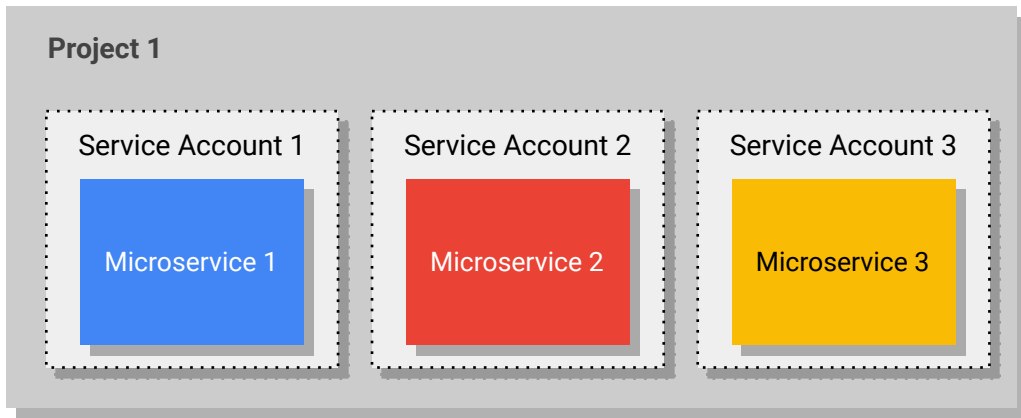 Project 1
Service Account 1
Service Account 2
Service Account 3
Microservice 1
Microservice 2
Microservice 3